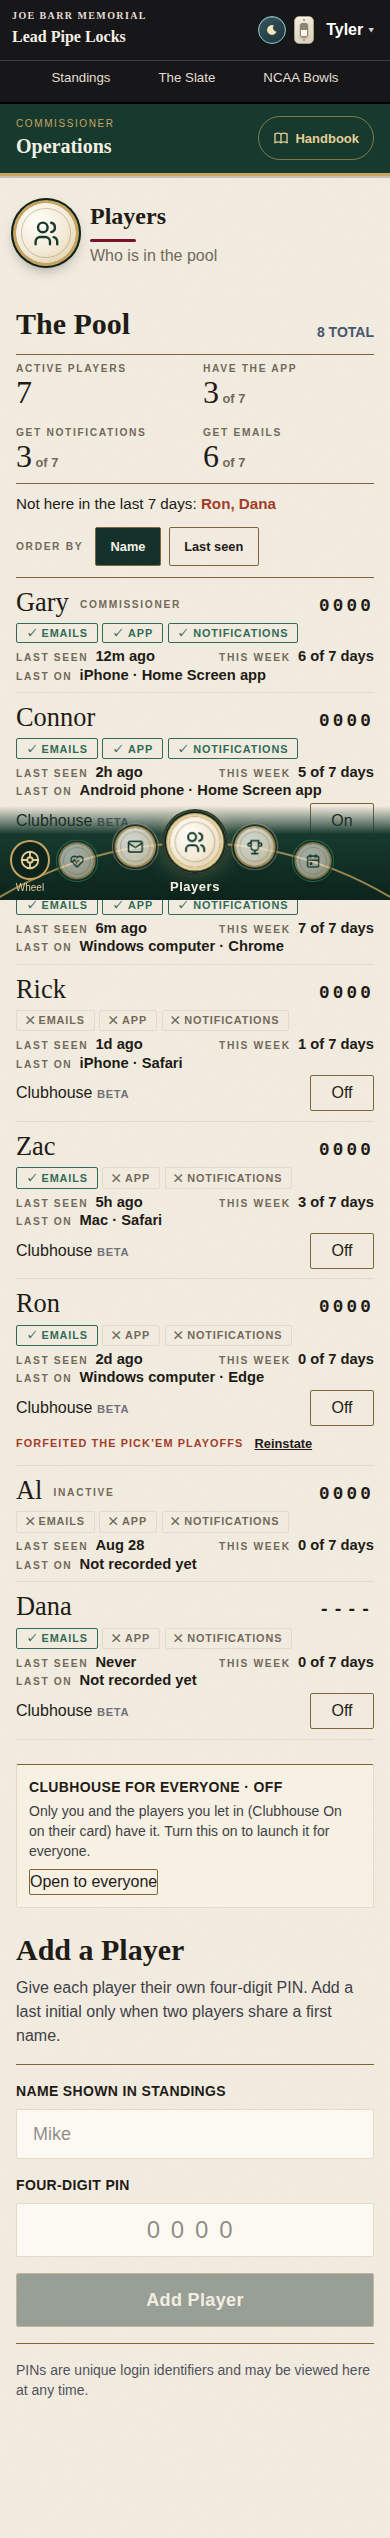 JOE BARR MEMORIAL
Lead Pipe Locks
Tyler
Standings The Slate NCAA Bowls
COMMISSIONER
Operations
Handbook
Players
Who is in the pool
The Pool 8 TOTAL
ACTIVE PLAYERS HAVE THE APP
7 3 of 7
GET NOTIFICATIONS GET EMAILS
3 of 7 6 of 7
Not here in the last 7 days: Ron, Dana
ORDER BY Name Last seen
Gary COMMISSIONER 0000
✓ EMAILS ✓ APP ✓ NOTIFICATIONS
LAST SEEN 12m ago THIS WEEK 6 of 7 days
LAST ON iPhone · Home Screen app
Connor 0000
✓ EMAILS ✓ APP ✓ NOTIFICATIONS
LAST SEEN 2h ago THIS WEEK 5 of 7 days
LAST ON Android phone · Home Screen app
Clubhouse BETA On
Wheel Players
✓ EMAILS ✓ APP ✓ NOTIFICATIONS
LAST SEEN 6m ago THIS WEEK 7 of 7 days
LAST ON Windows computer · Chrome
Rick 0000
✕ EMAILS ✕ APP ✕ NOTIFICATIONS
LAST SEEN 1d ago THIS WEEK 1 of 7 days
LAST ON iPhone · Safari
Clubhouse BETA Off
Zac 0000
✓ EMAILS ✕ APP ✕ NOTIFICATIONS
LAST SEEN 5h ago THIS WEEK 3 of 7 days
LAST ON Mac · Safari
Clubhouse BETA Off
Ron 0000
✓ EMAILS ✕ APP ✕ NOTIFICATIONS
LAST SEEN 2d ago THIS WEEK 0 of 7 days
LAST ON Windows computer · Edge
Clubhouse BETA Off
FORFEITED THE PICK'EM PLAYOFFS Reinstate
Al INACTIVE 0000
✕ EMAILS ✕ APP ✕ NOTIFICATIONS
LAST SEEN Aug 28 THIS WEEK 0 of 7 days
LAST ON Not recorded yet
Dana ----
✓ EMAILS ✕ APP ✕ NOTIFICATIONS
LAST SEEN Never THIS WEEK 0 of 7 days
LAST ON Not recorded yet
Clubhouse BETA Off
CLUBHOUSE FOR EVERYONE · OFF
Only you and the players you let in (Clubhouse On
on their card) have it. Turn this on to launch it for
everyone.
Open to everyone
Add a Player
Give each player their own four-digit PIN. Add a
last initial only when two players share a first
name.
NAME SHOWN IN STANDINGS
Mike
FOUR-DIGIT PIN
0000
Add Player
PINs are unique login identifiers and may be viewed here
at any time.